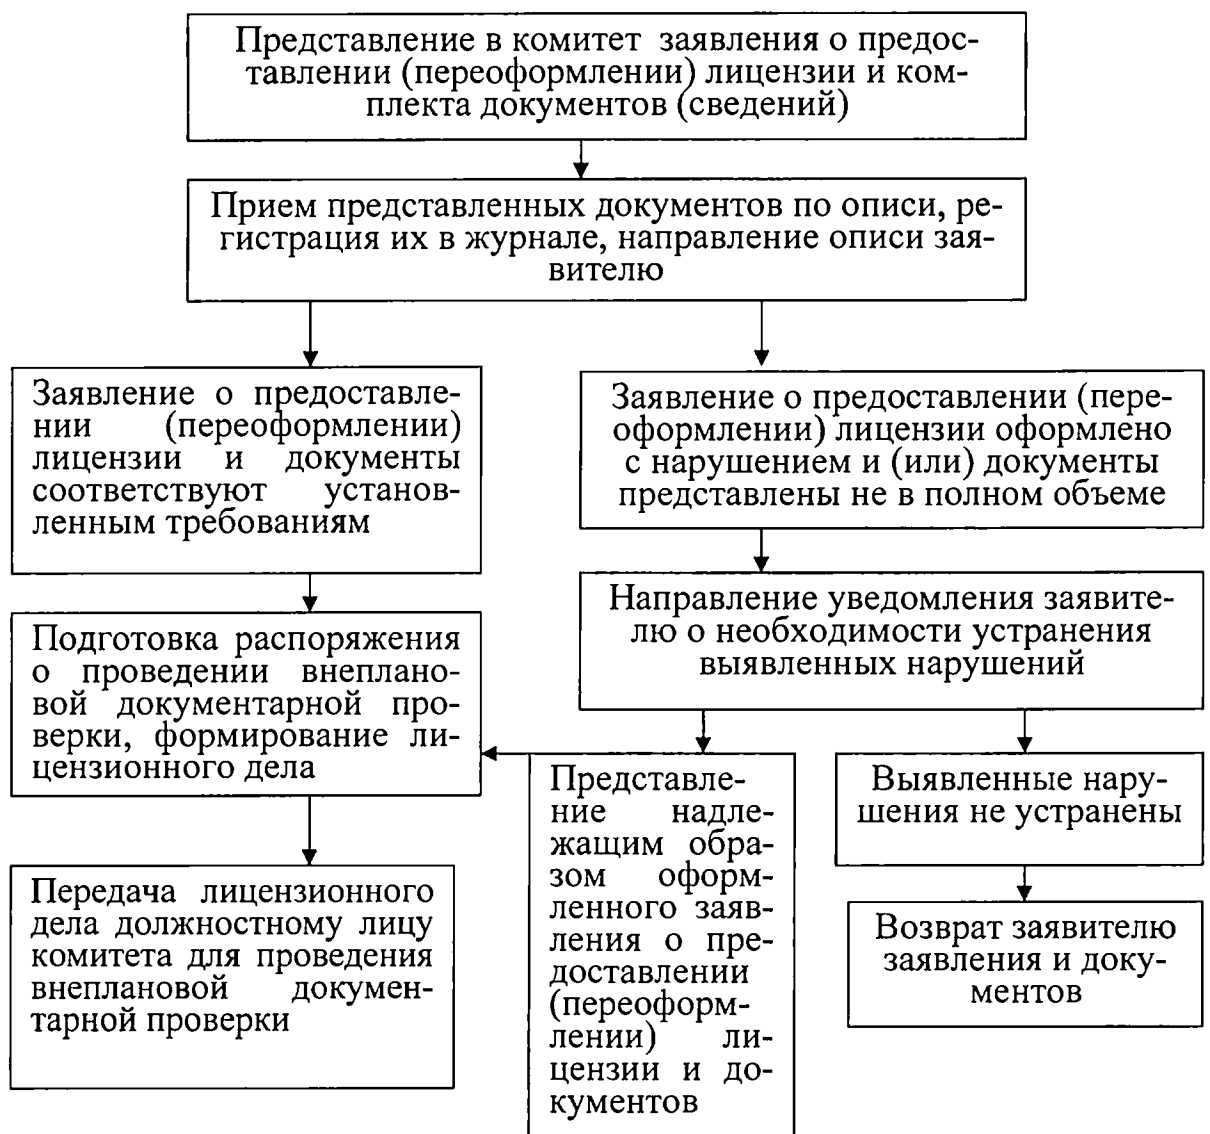 Представление в комитет заявления о предос-
тавлении (переоформлении) лицензии и ком-
плекта документов (сведений)
Прием представленных документов по описи, ре-
гистрация их в журнале, направление описи зая-
вителю
Заявление о предоставле-
нии (переоформлении)
лицензии и документы
соответствуют установ-
ленным требованиям
Заявление о предоставлении (пере-
оформлении) лицензии оформлено
с нарушением и (или) документы
представлены не в полном объеме
Направление уведомления заявите-
лю о необходимости устранения
выявленных нарушений
Подготовка распоряжения
о проведении внеплано-
вой документарной про-
верки, формирование ли-
цензионного дела
Представле-
ние надле-
жащим обра-
зом оформ-
ленного заяв-
ления о пре-
доставлении
(переоформ-
лении) ли-
цензии и до-
кументов
Выявленные нару-
шения не устранены
Передача лицензионного
дела должностному лицу
комитета для проведения
внеплановой докумен-
тарной проверки
Возврат заявителю
заявления и доку-
ментов